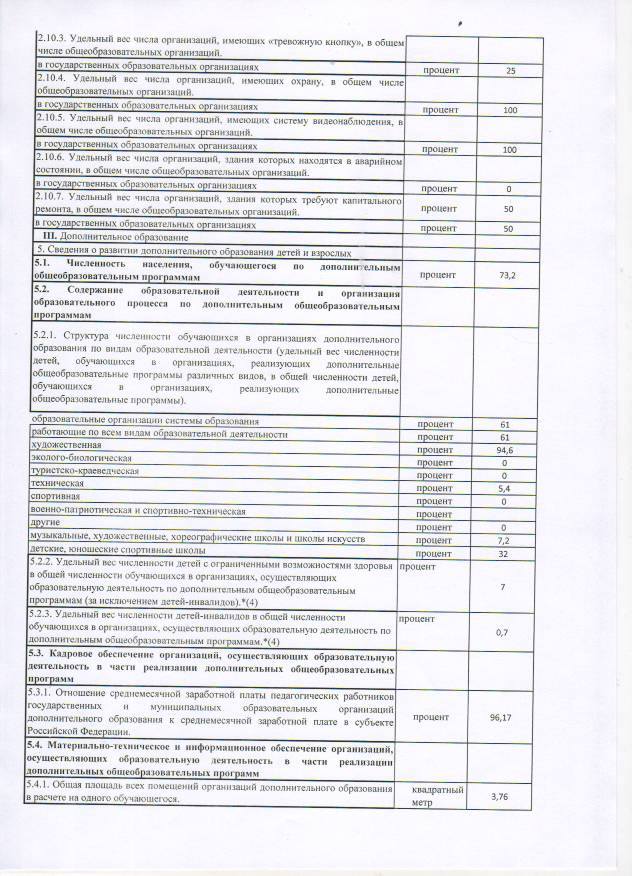 2.10.3. Удельный вес числа организаций, имеющих «тревожную кнопку», в общем
числе общеобразовательных организаций.
в государственных образовательных организациях процент 25
2.10.4. Удельный вес числа организаций, имеющих охрану, в общем числе
общеобразовательных организаций.
в государственных образовательных организациях процент 100
2.10.5. Удельный вес числа организаций, имеющих систему видеонаблюдения, в
общем числе общеобразовательных организаций.
в государственных образовательных организациях процент 100
2.10.6. Удельный вес числа организаций, здания которых находятся в аварийном
состоянии, в общем числе общеобразовательных организаций.
в государственных образовательных организациях процент 0
2.10.7. Удельный вес числа организаций, здания которых требуют капитального
ремонта, в общем числе общеобразовательных организаций. процент 50
в государственных образовательных организациях процент 50
III. Дополнительное образование
5. Сведения о развитии дополнительного образования детей и взрослых
5.1. Численность населения, обучающегося по дополнительным
общеобразовательным программам процент 73,2
5.2. Содержание образовательной деятельности и организация
образовательного процесса по дополнительным общеобразовательным
программам
5.2.1. Структура численности обучающихся в организациях дополнительного
образования по видам образовательной деятельности (удельный вес численности
детей, обучающихся в организациях, реализующих дополнительные
общеобразовательные программы различных видов, в общей численности детей,
обучающихся в организациях, реализующих дополнительные
общеобразовательные программы).
образовательные организации системы образования процент 61
работающие по всем видам образовательной деятельности процент 61
художественная процент 94,6
эколого-биологическая процент 0
туристско-краеведческая процент 0
техническая процент 5,4
спортивная процент 0
военно-патриотическая и спортивно-техническая процент
другие процент 0
музыкальные, художественные, хореографические школы и школы искусств процент 7,2
детские, юношеские спортивные школы процент 32
5.2.2. Удельный вес численности детей с ограниченными возможностями здоровья процент
в общей численности обучающихся в организациях, осуществляющих
образовательную деятельность по дополнительным общеобразовательным 7
программам (за исключением детей-инвалидов).*(4)
5.2.3. Удельный вес численности детей-инвалидов в общей численности процент
обучающихся в организациях, осуществляющих образовательную деятельность по 0,7
дополнительным общеобразовательным программам.*(4)
5.3. Кадровое обеспечение организаций, осуществляющих образовательную
деятельность в части реализации дополнительных общеобразовательных
программ
5.3.1. Отношение среднемесячной заработной платы педагогических работников
государственных и муниципальных образовательных организаций
дополнительного образования к среднемесячной заработной плате в субъекте процент 96,17
Российской Федерации.
5.4. Материально-техническое и информационное обеспечение организаций,
осуществляющих образовательную деятельность в части реализации
дополнительных общеобразовательных программ
5.4.1. Общая площадь всех помещений организаций дополнительного образования квадратный
в расчете на одного обучающегося. метр 3,76